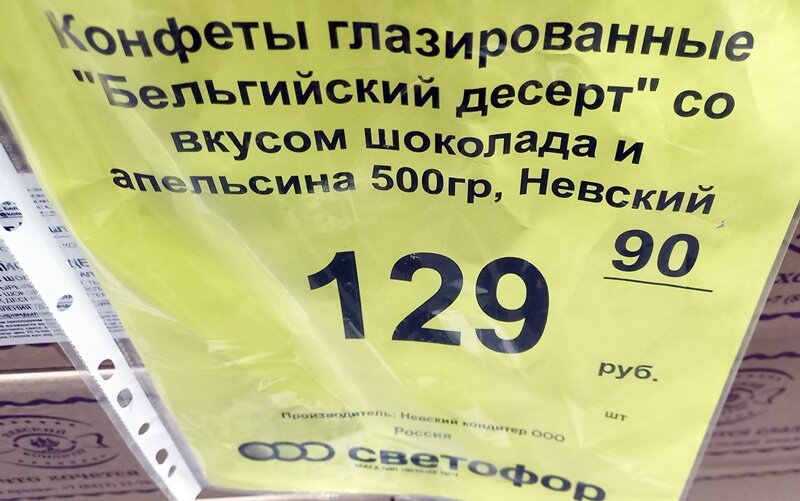 Конфеты глазированные
"Бельгийский десерт" со
вкусом шоколада и
апельсина 500гр, Невский
129 90
руб.
шт
Производитель: Невский кондитер ООО
Россия
светофор